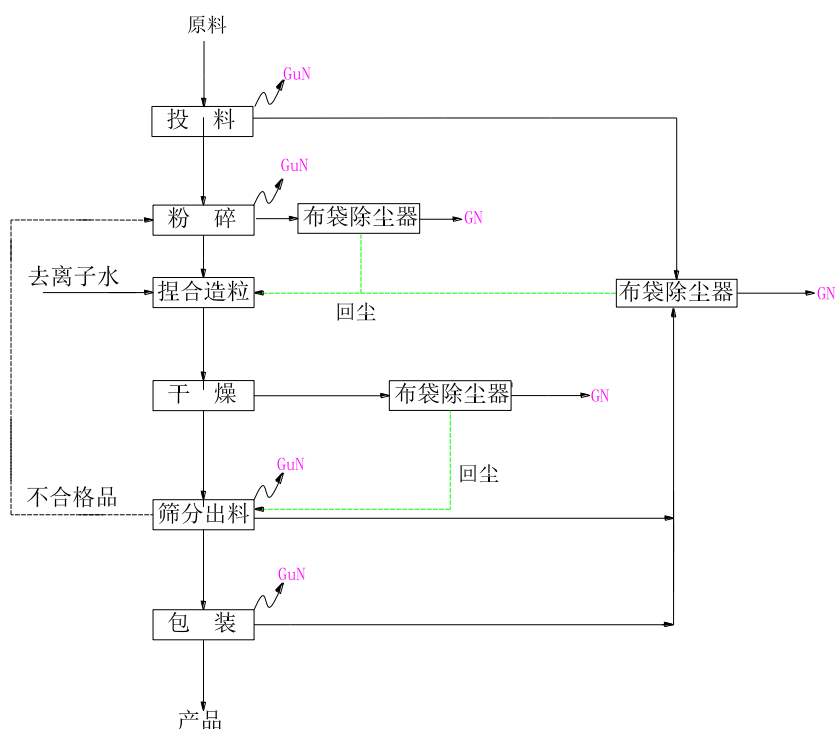 原料
GuN
投 料
GuN
粉 碎
布袋除尘器
GN
去离子水
捏合造粒
回尘
布袋除尘器
GN
干 燥
布袋除尘器
GN
GuN
回尘
不合格品
筛分出料
GuN
包 装
产品